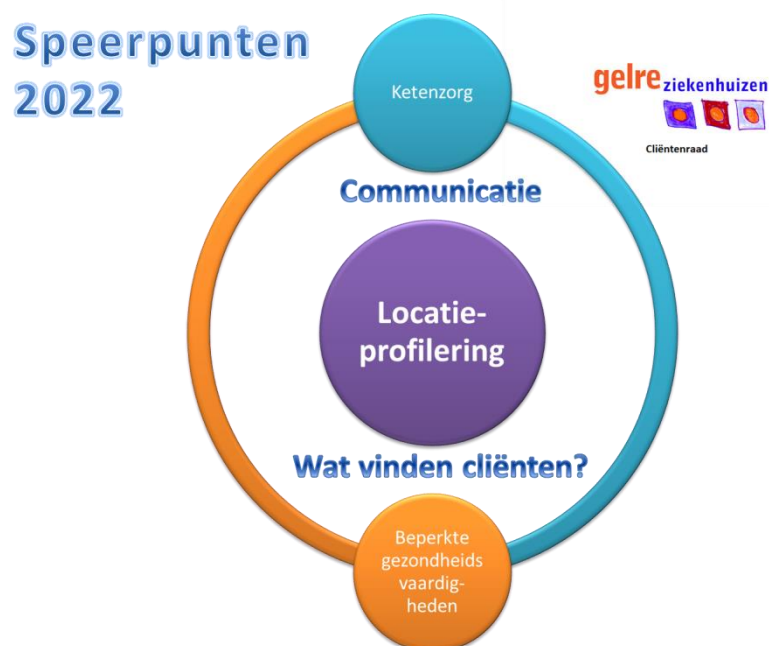 Speerpunten
2022
Ketenzorg
gelre ziekenhuizen
Cliëntenraad
Communicatie
Locatie-
profilering
Wat vinden cliënten?
Beperkte
gezondheids
vaardig-
heden